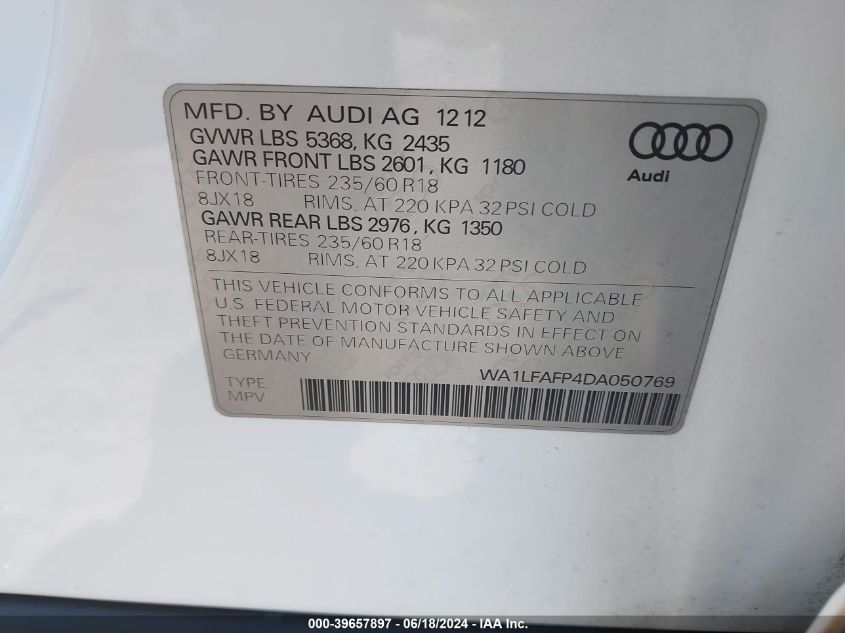 MFD. BY AUDI AG 12 12
GVWR LBS 5368, KG 2435
GAWR FRONT LBS 2601, KG 1180
FRONT-TIRES 235/60 R18
8JX18 RIMS, AT 220 KPA 32 PSI COLD
GAWR REAR LBS 2976, KG 1350
REAR-TIRES 235/60 R18
8JX18 RIMS, AT 220 KPA 32 PSI COLD
Audi
THIS VEHICLE CONFORMS TO ALL APPLICABLE
U.S. FEDERAL MOTOR VEHICLE SAFETY AND
THEFT PREVENTION STANDARDS IN EFFECT ON
THE DATE OF MANUFACTURE SHOWN ABOVE
GERMANY
WA1LFAFP4DA050769
TYPE:
MPV
000-39657897 - 06/18/2024 - IAA Inc.